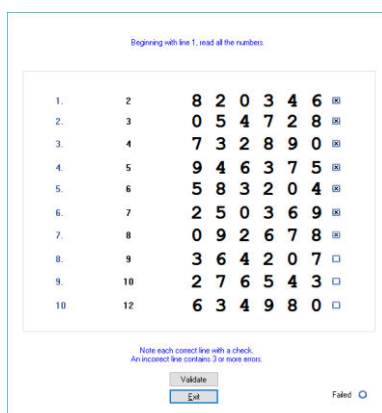 Beginning with line 1, read all the numbers
1. 2 8 2 0 3 4 6
2. 3 0 5 4 7 2 8
3. 4 7 3 2 8 9 0
4. 5 9 4 6 3 7 5
5. 6 5 8 3 2 0 4
6. 7 2 5 0 3 6 9
7. 8 0 9 2 6 7 8
8. 9 3 6 4 2 0 7
9. 10 2 7 6 5 4 3
10 12 6 3 4 9 8 0
Note each correct line with a check.
An incorrect line contains 3 or more errors.
Validate
Exit
Failed